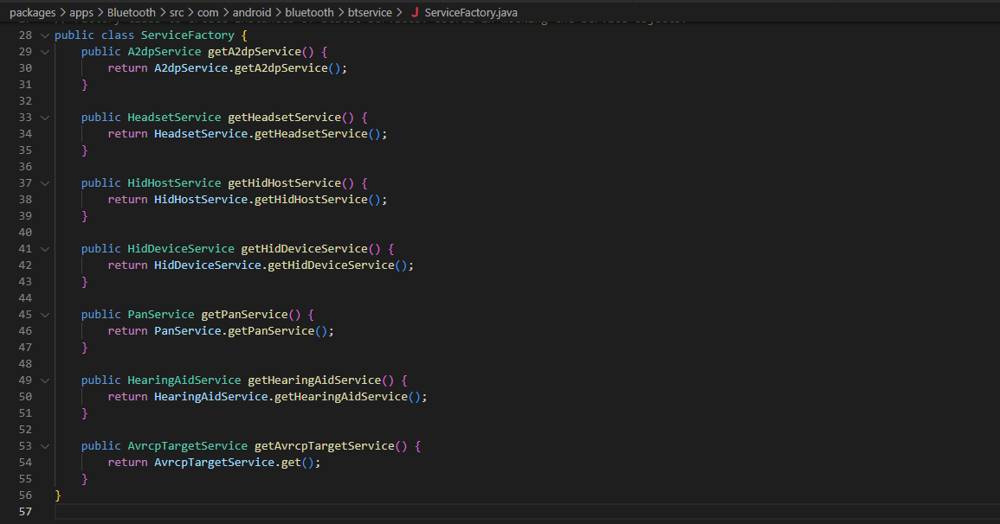 packages > apps > Bluetooth > src > com > android > bluetooth > btservice > J ServiceFactory.java
28 public class ServiceFactory {
29     public A2dpService getA2dpService() {
30         return A2dpService.getA2dpService();
31     }
32
33     public HeadsetService getHeadsetService() {
34         return HeadsetService.getHeadsetService();
35     }
36
37     public HidHostService getHidHostService() {
38         return HidHostService.getHidHostService();
39     }
40
41     public HidDeviceService getHidDeviceService() {
42         return HidDeviceService.getHidDeviceService();
43     }
44
45     public PanService getPanService() {
46         return PanService.getPanService();
47     }
48
49     public HearingAidService getHearingAidService() {
50         return HearingAidService.getHearingAidService();
51     }
52
53     public AvrcpTargetService getAvrcpTargetService() {
54         return AvrcpTargetService.get();
55     }
56 }
57